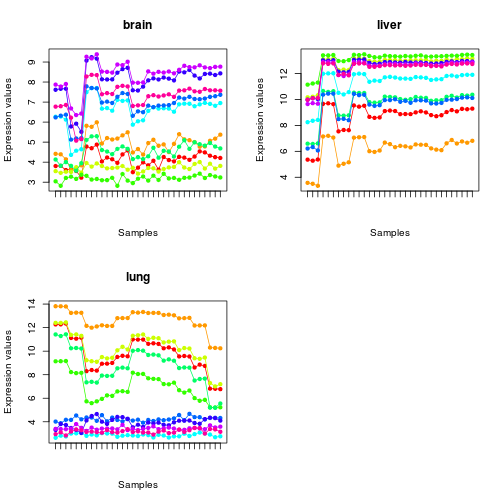 brain
Expression values
9
8
7
6
5
4
3
Samples
liver
Expression values
12
10
8
6
4
Samples
lung
Expression values
14
12
10
8
6
4
Samples